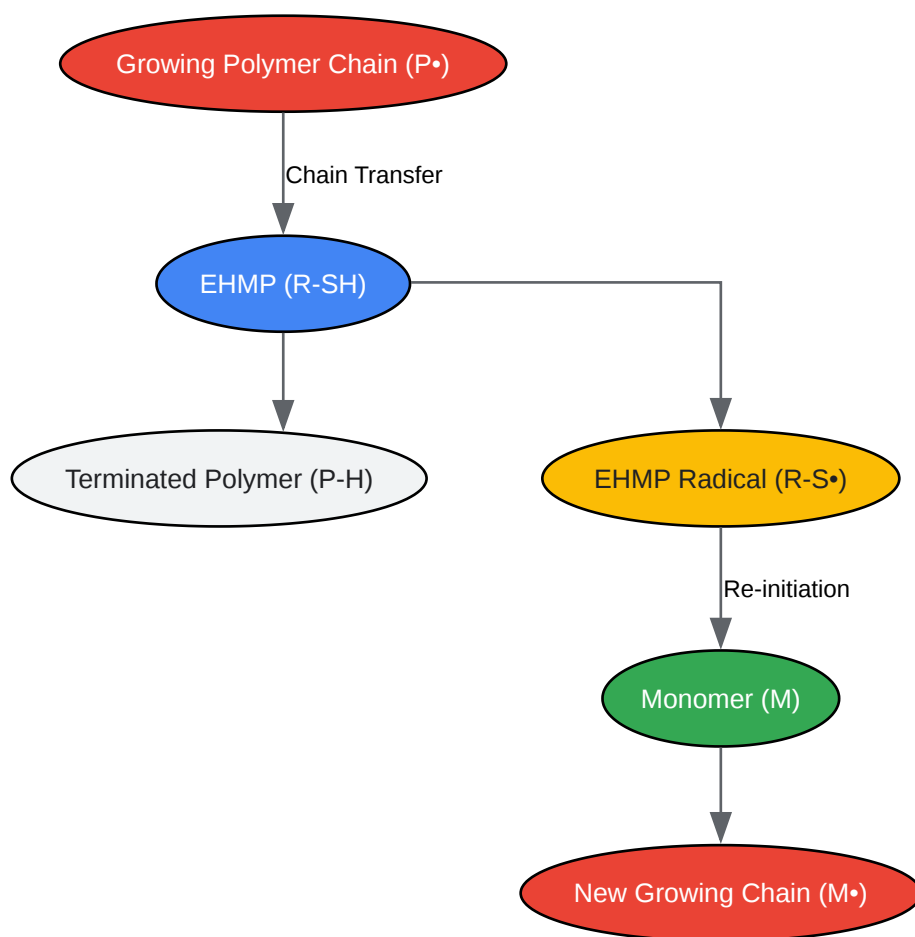 Growing Polymer Chain (P•)
Chain Transfer
EHMP (R-SH)
Terminated Polymer (P-H)
EHMP Radical (R-S•)
Re-initiation
Monomer (M)
New Growing Chain (M•)